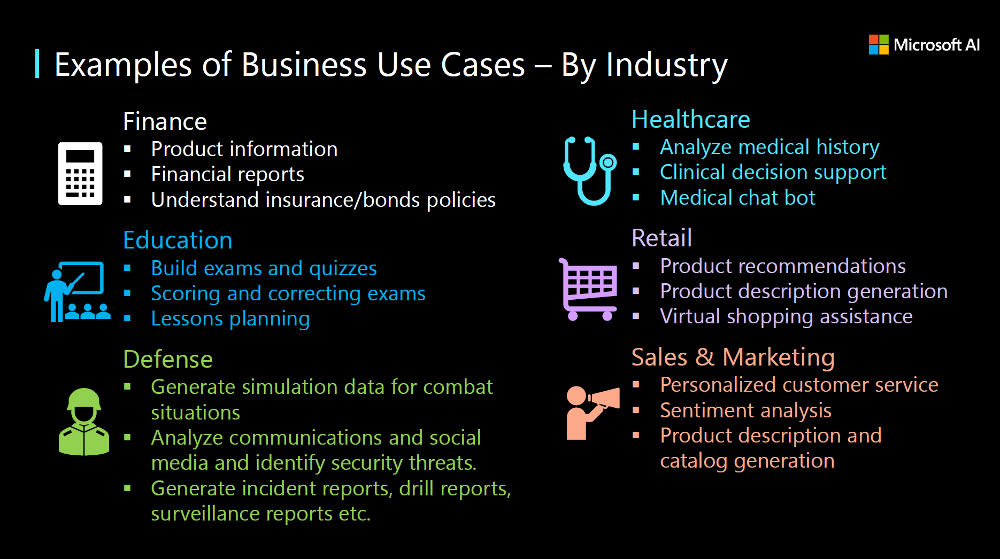 Microsoft AI
Examples of Business Use Cases – By Industry
Finance
▪ Product information
▪ Financial reports
▪ Understand insurance/bonds policies
Education
▪ Build exams and quizzes
▪ Scoring and correcting exams
▪ Lessons planning
Defense
▪ Generate simulation data for combat
situations
▪ Analyze communications and social
media and identify security threats.
▪ Generate incident reports, drill reports,
surveillance reports etc.
Healthcare
▪ Analyze medical history
▪ Clinical decision support
▪ Medical chat bot
Retail
▪ Product recommendations
▪ Product description generation
▪ Virtual shopping assistance
Sales & Marketing
▪ Personalized customer service
▪ Sentiment analysis
▪ Product description and
catalog generation